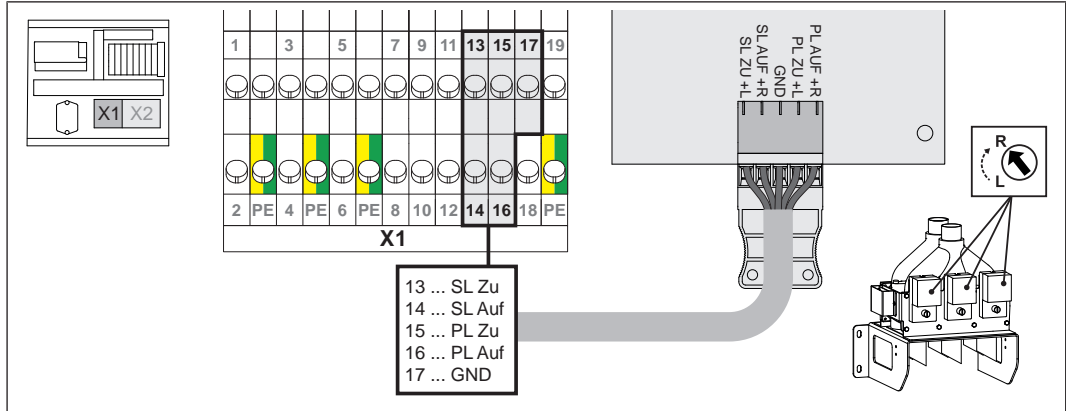 X1 X2
1 3 5 7 9 11 13 15 17 19
2 PE 4 PE 6 PE 8 10 12 14 16 18 PE
X1
13 ... SL Zu
14 ... SL Auf
15 ... PL Zu
16 ... PL Auf
17 ... GND
SL ZU +L
SL AUF +R
GND
PL ZU +L
PL AUF +R
R
L